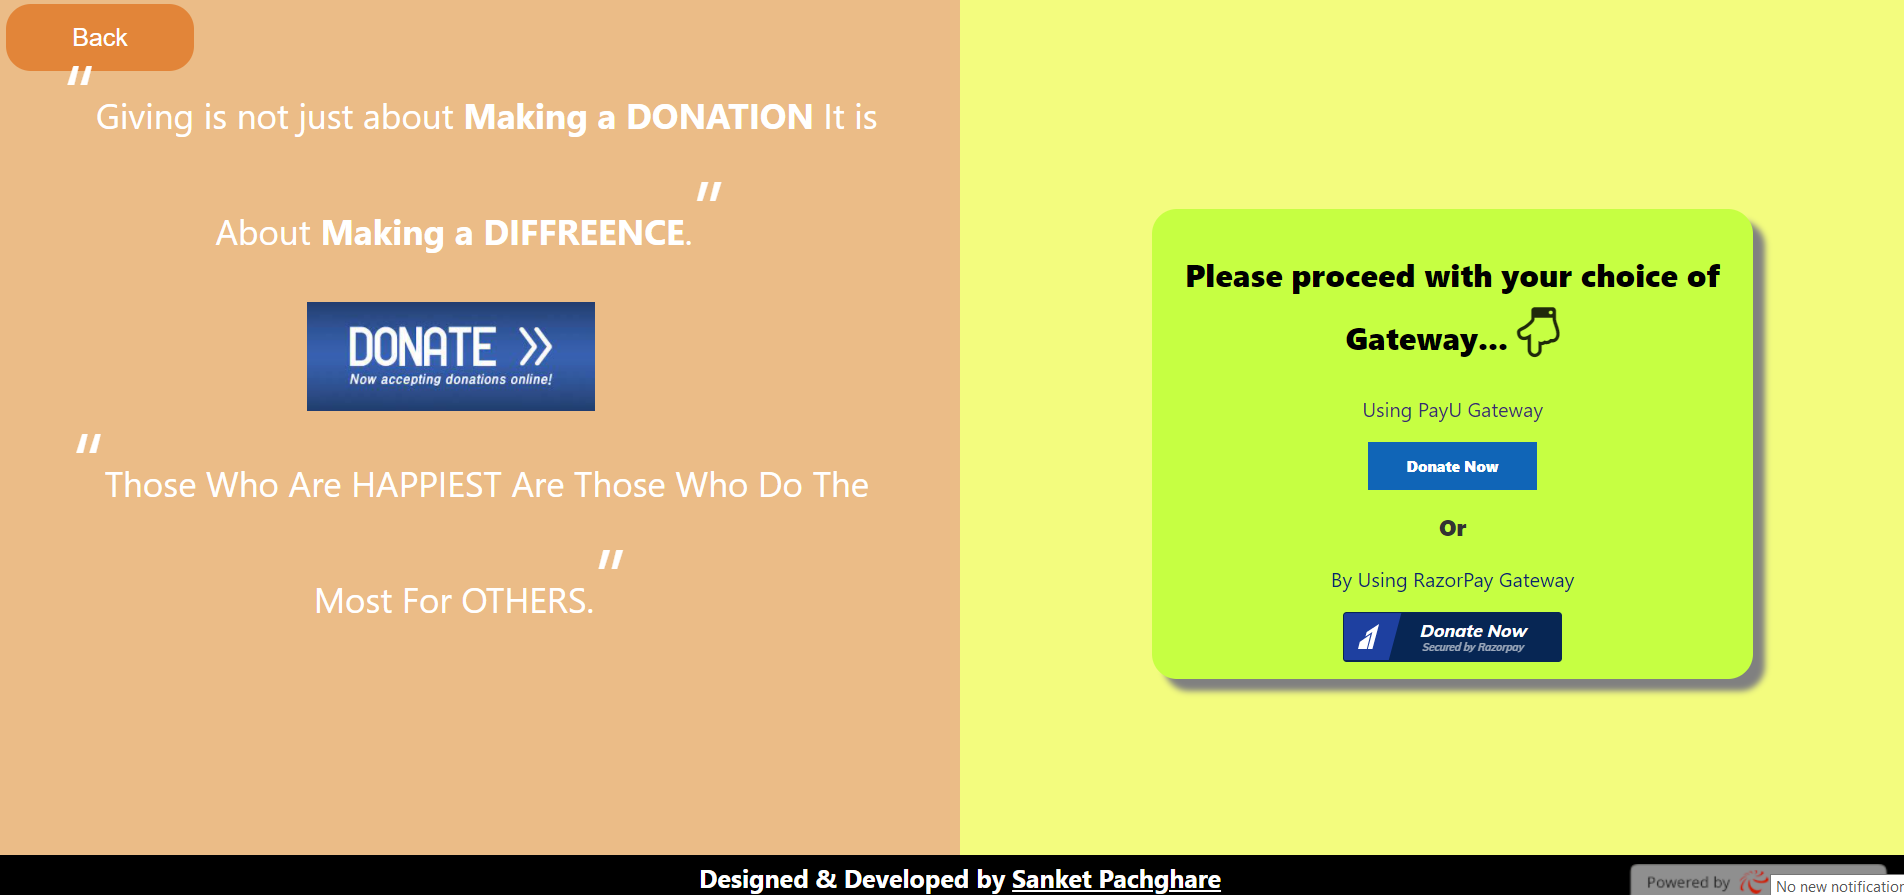 Back
"Giving is not just about Making a DONATION It is
About Making a DIFFREENCE."
DONATE »
Now accepting donations online!
"Those Who Are HAPPIEST Are Those Who Do The
Most For OTHERS."
Please proceed with your choice of
Gateway...
Using PayU Gateway
Donate Now
Or
By Using RazorPay Gateway
Donate Now
Secured by Razorpay
Designed & Developed by Sanket Pachghare
Powered by
No new notification